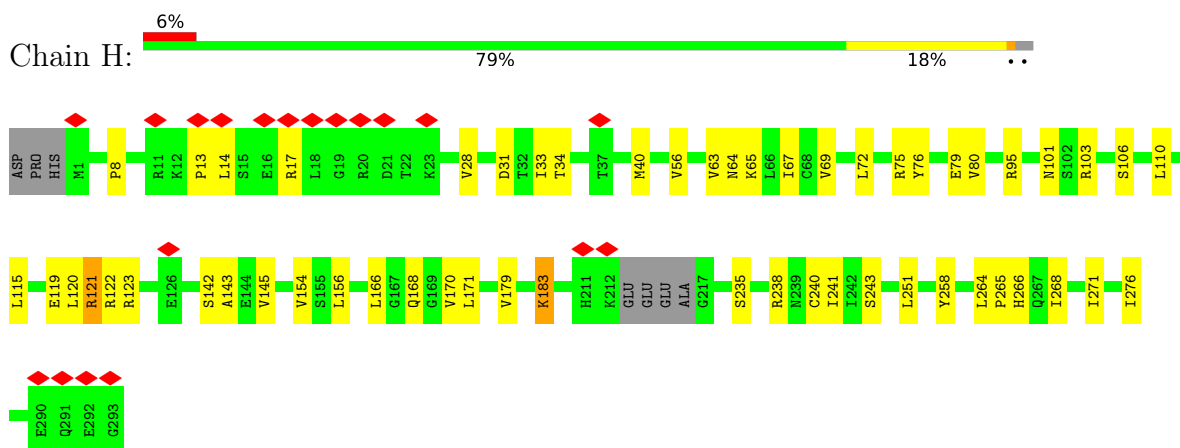 6%
Chain H:
79% 18% • •
ASP PRO HIS M1 P8 R11 K12 P13 L14 S15 E16 R17 L18 G19 R20 D21 T22 K23 V28 D31 T32 I33 T34 T37 M40 V56 V63 N64 K65 L66 I67 C68 V69 L72 R75 Y76 E79 V80 R95 N101 S102 R103 S106 L110
L115 E119 L120 R121 R122 R123 E126 S142 A143 E144 V145 V154 S155 L156 L166 G167 Q168 G169 V170 L171 V179 K183 H211 K212 GLU GLU GLU ALA G217 S235 R238 N239 C240 I241 I242 S243 L251 Y258 L264 P265 H266 Q267 I268 I271 I276
E290 Q291 E292 G293